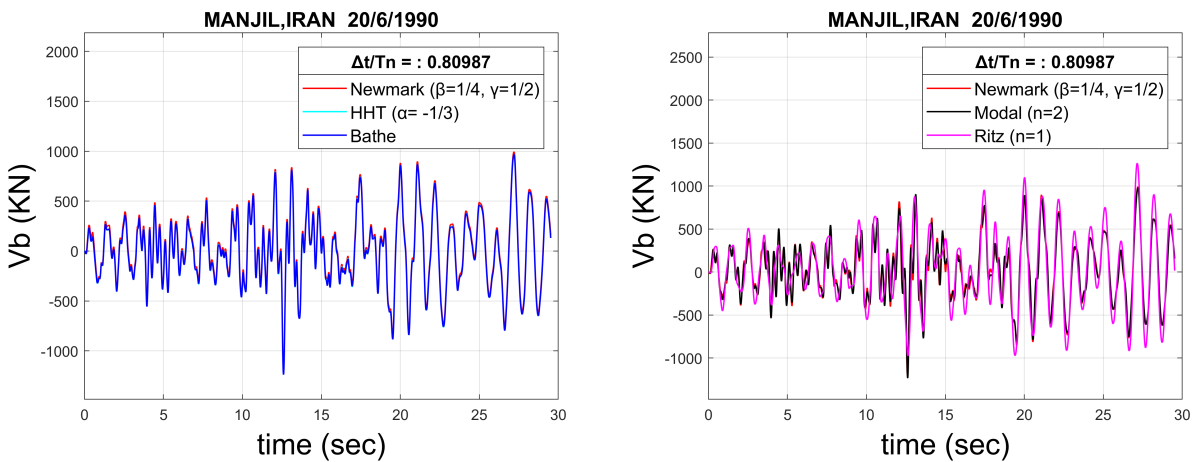 MANJIL,IRAN 20/6/1990
Δt/Tn = : 0.80987
Newmark (β=1/4, γ=1/2)
HHT (α= -1/3)
Bathe
Vb (KN)
2000
1500
1000
500
0
-500
-1000
0 5 10 15 20 25 30
time (sec)
MANJIL,IRAN 20/6/1990
Δt/Tn = : 0.80987
Newmark (β=1/4, γ=1/2)
Modal (n=2)
Ritz (n=1)
Vb (KN)
2500
2000
1500
1000
500
0
-500
-1000
0 5 10 15 20 25 30
time (sec)